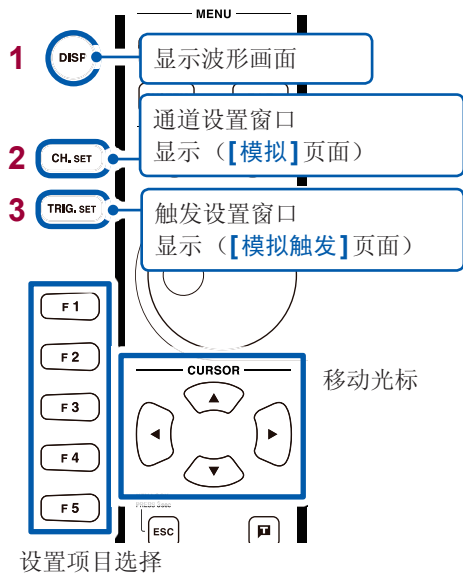 MENU
1 DISP 显示波形画面
通道设置窗口
2 CH. SET 显示（[模拟]页面）
3 TRIG. SET 触发设置窗口
显示（[模拟触发]页面）
F 1
F 2
CURSOR
移动光标
F 3
F 4
F 5
ESC
T
设置项目选择